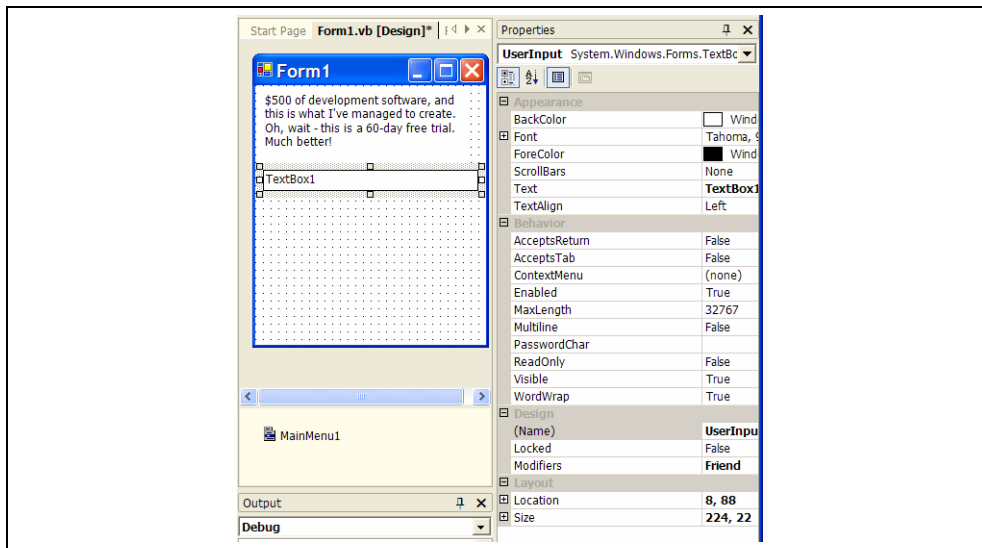 Start Page Form1.vb [Design]*
Form1
$500 of development software, and
this is what I've managed to create.
Oh, wait - this is a 60-day free trial.
Much better!
TextBox1
MainMenu1
Output
Debug
Properties
UserInput System.Windows.Forms.TextBo
Appearance
BackColor Wind
Font Tahoma, 9
ForeColor Wind
ScrollBars None
Text TextBox1
TextAlign Left
Behavior
AcceptsReturn False
AcceptsTab False
ContextMenu (none)
Enabled True
MaxLength 32767
Multiline False
PasswordChar
ReadOnly False
Visible True
WordWrap True
Design
(Name) UserInpu
Locked False
Modifiers Friend
Layout
Location 8, 88
Size 224, 22